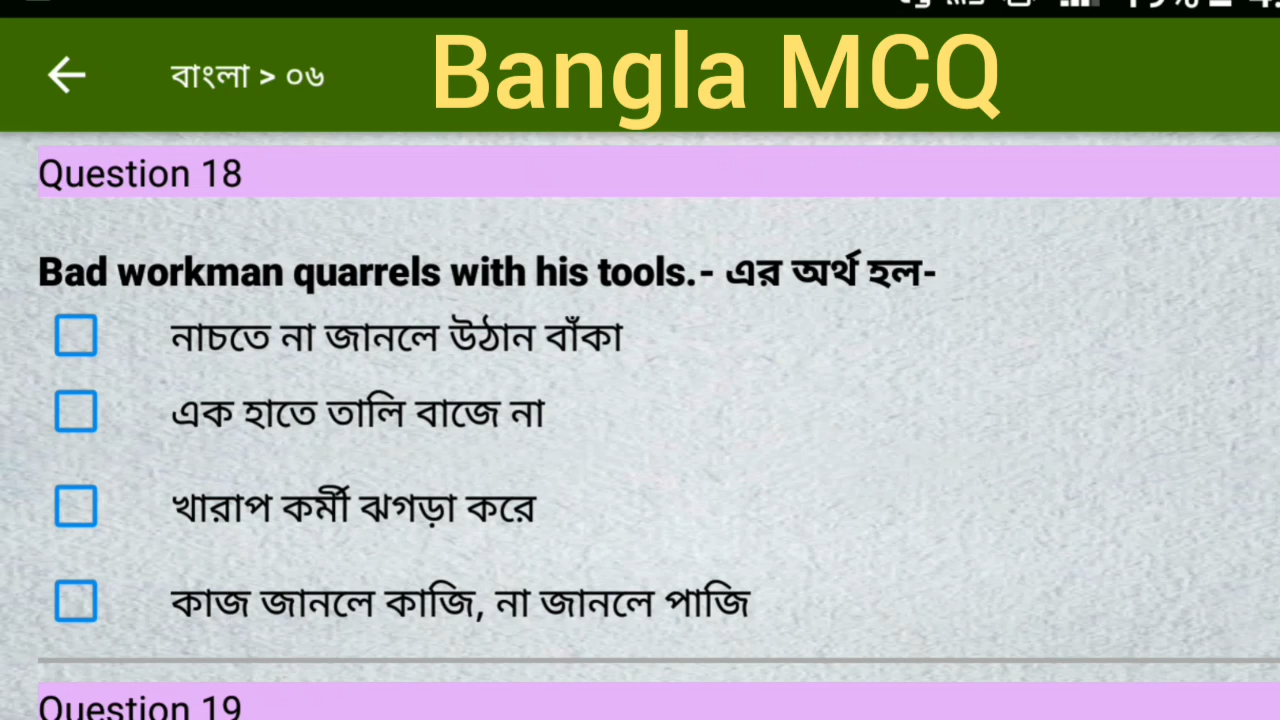 বাংলা > ০৬
Bangla MCQ
Question 18
Bad workman quarrels with his tools.- এর অর্থ হল-
নাচতে না জানলে উঠান বাঁকা
এক হাতে তালি বাজে না
খারাপ কর্মী ঝগড়া করে
কাজ জানলে কাজি, না জানলে পাজি
Question 19